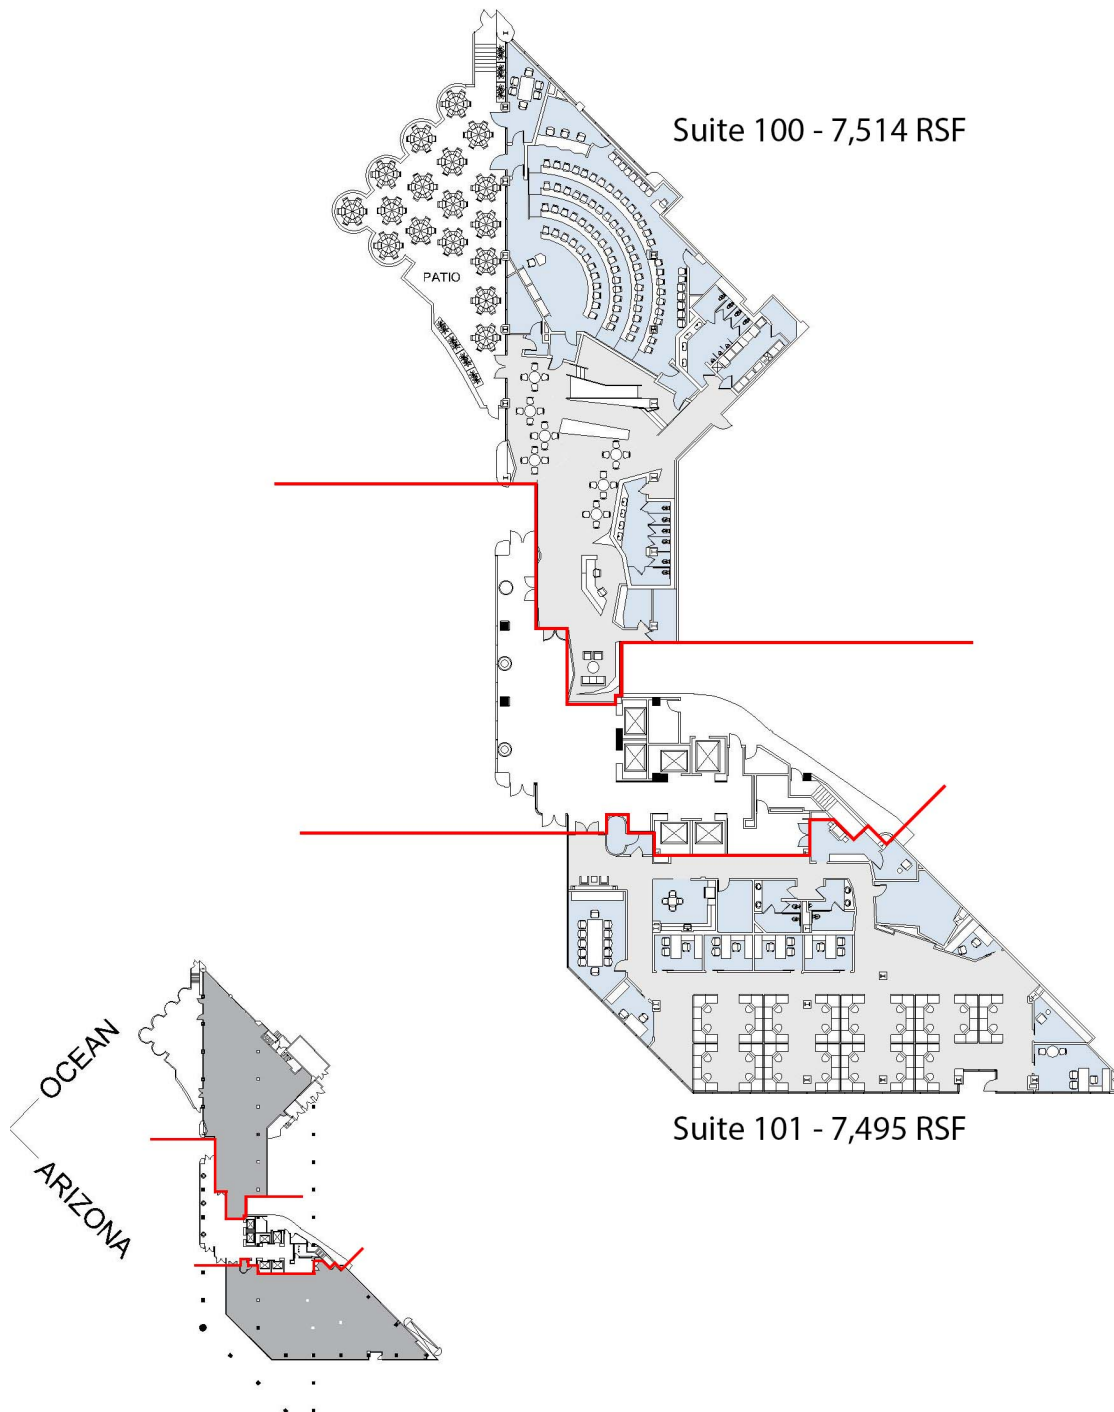 Suite 100 - 7,514 RSF
PATIO
Suite 101 - 7,495 RSF
OCEAN
ARIZONA